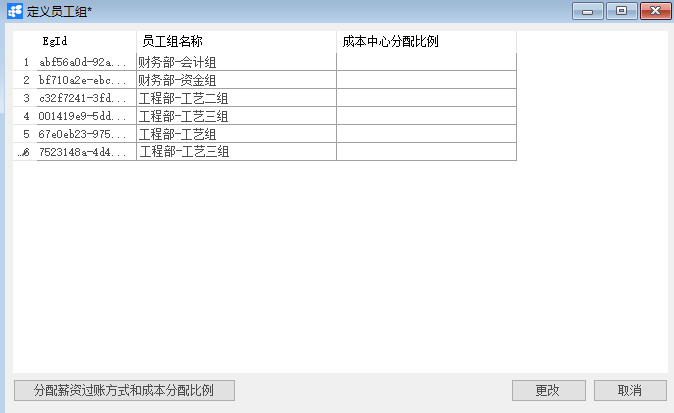 定义员工组*
EgId 员工组名称 成本中心分配比例
1 abf56a0d-92a... 财务部-会计组
2 bf710a2e-ebc... 财务部-资金组
3 c32f7241-3fd... 工程部-工艺二组
4 001419e9-5dd... 工程部-工艺三组
5 67e0eb23-975... 工程部-工艺组
6 7523148a-4d4... 工程部-工艺三组
分配薪资过账方式和成本分配比例 更改 取消